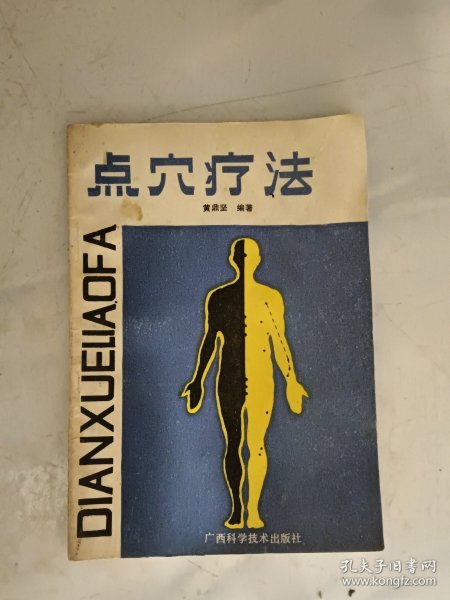 点穴疗法
黄鼎坚 编著
DIANXUELIAOFA
广西科学技术出版社
孔夫子旧书网
www.kongfz.com